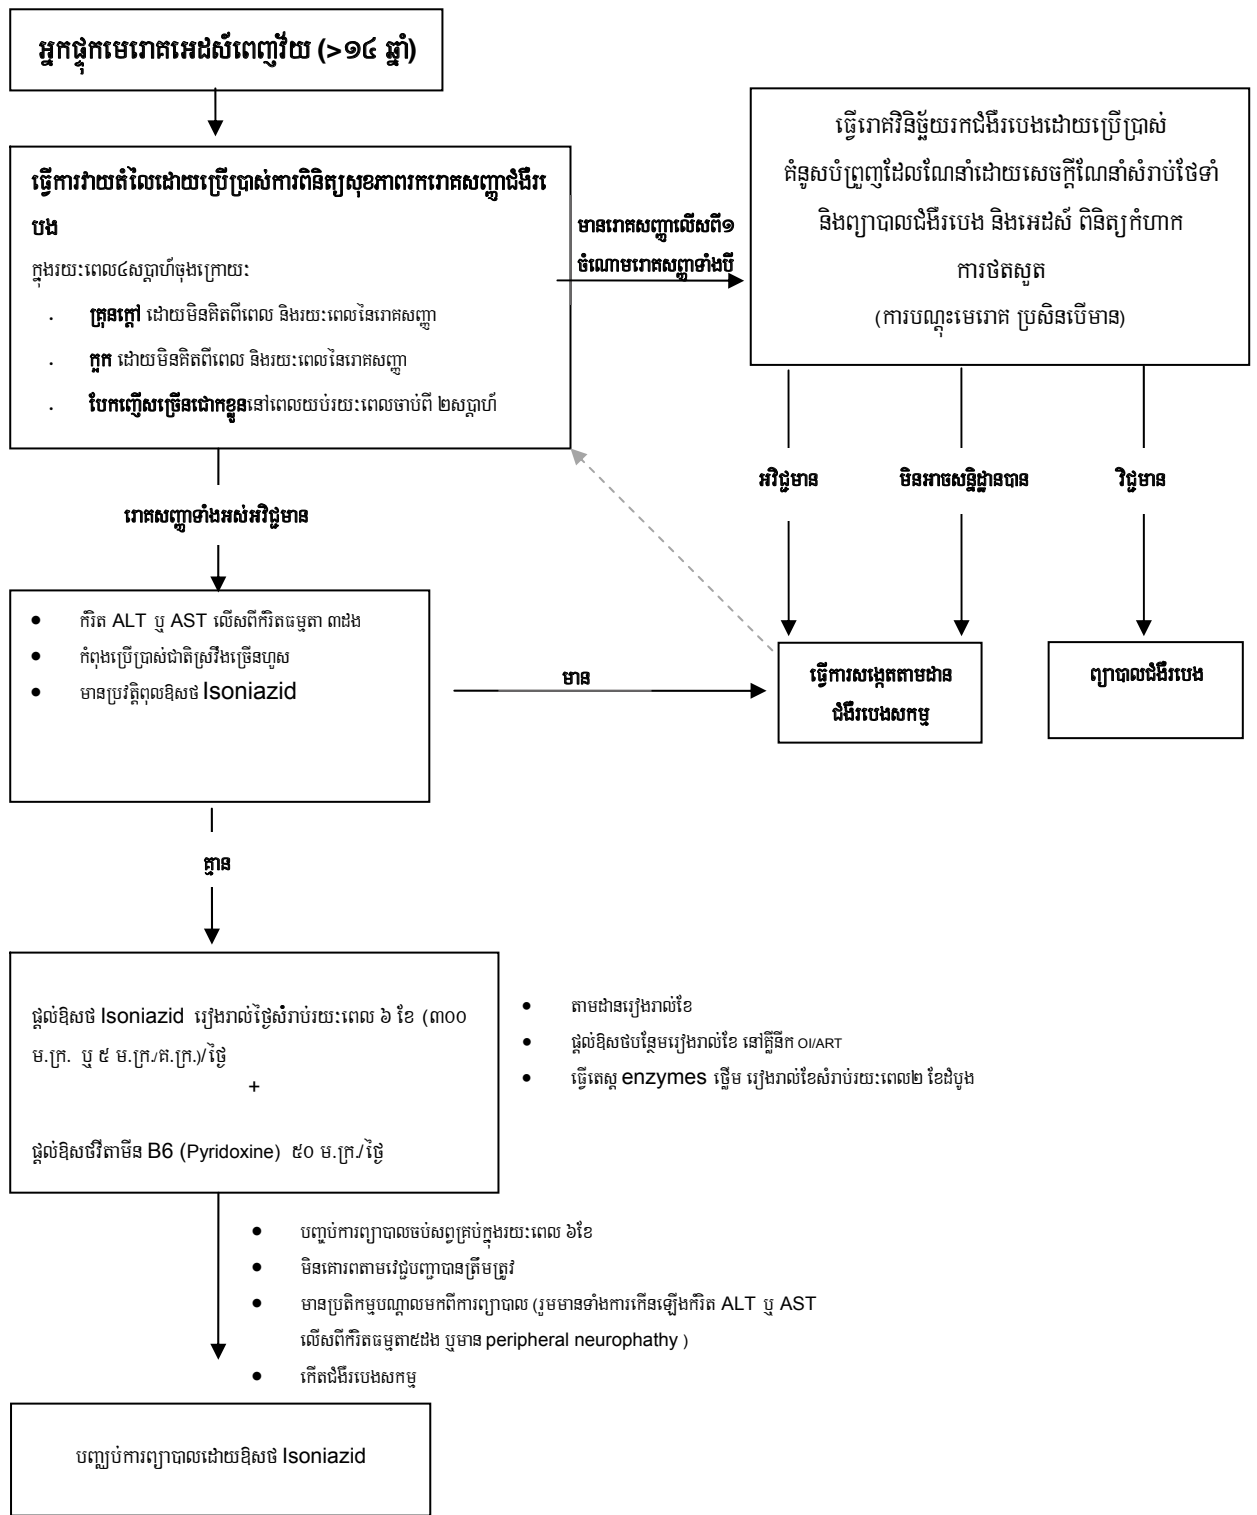 អ្នកផ្ទុកមេរោគអេដស៍ពេញវ័យ (>១៤ ឆ្នាំ)
ធ្វើការវាយតំលៃដោយប្រើប្រាស់ការពិនិត្យសុខភាពរករោគសញ្ញាជំងឺរបេ
បង
ក្នុងរយៈពេល៤សប្តាហ៍ចុងក្រោយ:
. គ្រុនក្តៅ ដោយមិនគិតពីពេល និងរយៈពេលនៃរោគសញ្ញា
. ក្អក ដោយមិនគិតពីពេល និងរយៈពេលនៃរោគសញ្ញា
. បែកញើសច្រើនជោកខ្លួននៅពេលយប់រយៈពេលចាប់ពី ២សប្តាហ៍
មានរោគសញ្ញាលើសពី១
ចំណោមរោគសញ្ញាទាំងបី
ធ្វើរោគវិនិច្ឆ័យរកជំងឺរបេងដោយប្រើប្រាស់
គំនូសបំព្រួញដែលណែនាំដោយសេចក្តីណែនាំសំរាប់ថែទាំ
និងព្យាបាលជំងឺរបេង និងអេដស៍ ពិនិត្យកំហាក
ការថតសួត
(ការបណ្តុះមេរោគ ប្រសិនបើមាន)
អវិជ្ជមាន
មិនអាចសន្និដ្ឋានបាន
វិជ្ជមាន
រោគសញ្ញាទាំងអស់អវិជ្ជមាន
• កំរិត ALT ឬ AST លើសពីកំរិតធម្មតា ៣ដង
• កំពុងប្រើប្រាស់ជាតិស្រវឹងច្រើនហួស
• មានប្រវត្តិពុលឱសថ Isoniazid
មាន
ធ្វើការសង្កេតតាមដាន
ជំងឺរបេងសកម្ម
ព្យាបាលជំងឺរបេង
គ្មាន
ផ្តល់ឱសថ Isoniazid រៀងរាល់ថ្ងៃសំរាប់រយៈពេល ៦ ខែ (៣០០
ម.ក្រ. ឬ ៥ ម.ក្រ/គ.ក្រ.)/ថ្ងៃ
+
ផ្តល់ឱសថវីតាមីន B6 (Pyridoxine) ៥០ ម.ក្រ/ថ្ងៃ
• តាមដានរៀងរាល់ខែ
• ផ្តល់ឱសថបន្ថែមរៀងរាល់ខែ នៅគ្លីនីក OI/ART
• ធ្វើតេស្ត enzymes ថ្លើម រៀងរាល់ខែសំរាប់រយៈពេល២ ខែដំបូង
• បញ្ចប់ការព្យាបាលចប់សព្វគ្រប់ក្នុងរយៈពេល ៦ខែ
• មិនគោរពតាមវេជ្ជបញ្ជាបានត្រឹមត្រូវ
• មានប្រតិកម្មបណ្តាលមកពីការព្យាបាល (រួមមានទាំងការកើនឡើងកំរិត ALT ឬ AST
លើសពីកំរិតធម្មតា៥ដង ឬមាន peripheral neurophathy )
• កើតជំងឺរបេងសកម្ម
បញ្ឈប់ការព្យាបាលដោយឱសថ Isoniazid